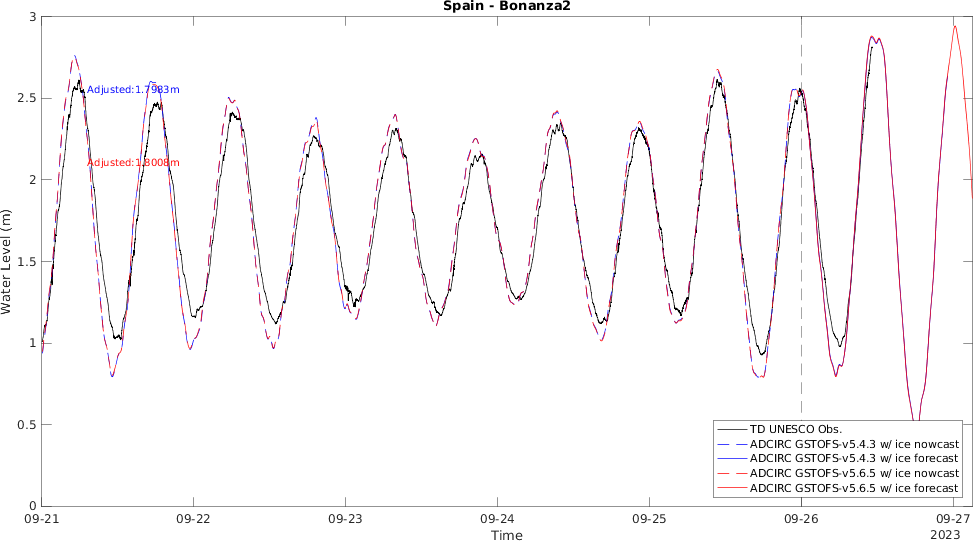 Spain - Bonanza2
3
2.5
2
1.5
1
0.5
0
Water Level (m)
Adjusted:1.7983m
Adjusted:1.8008m
TD UNESCO Obs.
ADCIRC GSTOFS-v5.4.3 w/ ice nowcast
ADCIRC GSTOFS-v5.4.3 w/ ice forecast
ADCIRC GSTOFS-v5.6.5 w/ ice nowcast
ADCIRC GSTOFS-v5.6.5 w/ ice forecast
09-21 09-22 09-23 09-24 09-25 09-26 09-27
Time
2023